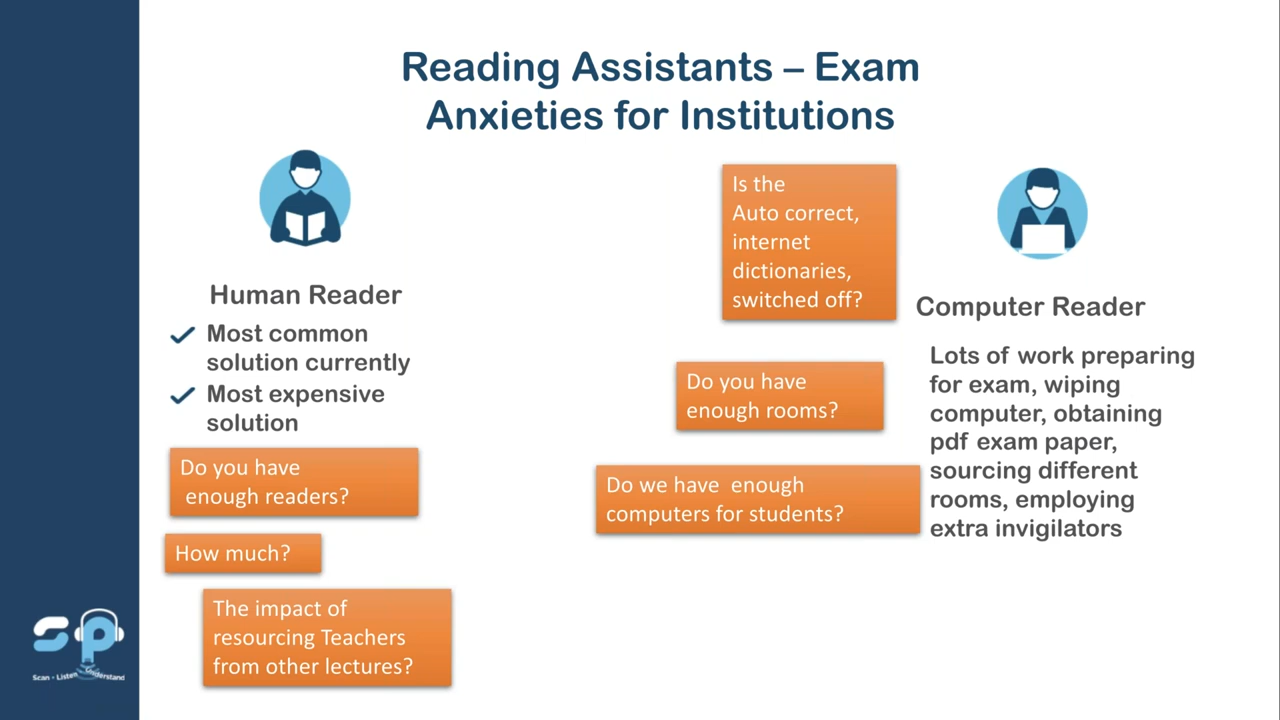 Reading Assistants – Exam
Anxieties for Institutions
Human Reader
Most common
solution currently
Most expensive
solution
Do you have
enough readers?
How much?
The impact of
resourcing Teachers
from other lectures?
Is the
Auto correct,
internet
dictionaries,
switched off?
Do you have
enough rooms?
Do we have  enough
computers for students?
Computer Reader
Lots of work preparing
for exam, wiping
computer, obtaining
pdf exam paper,
sourcing different
rooms, employing
extra invigilators
sp
Scan - Listen - Understand